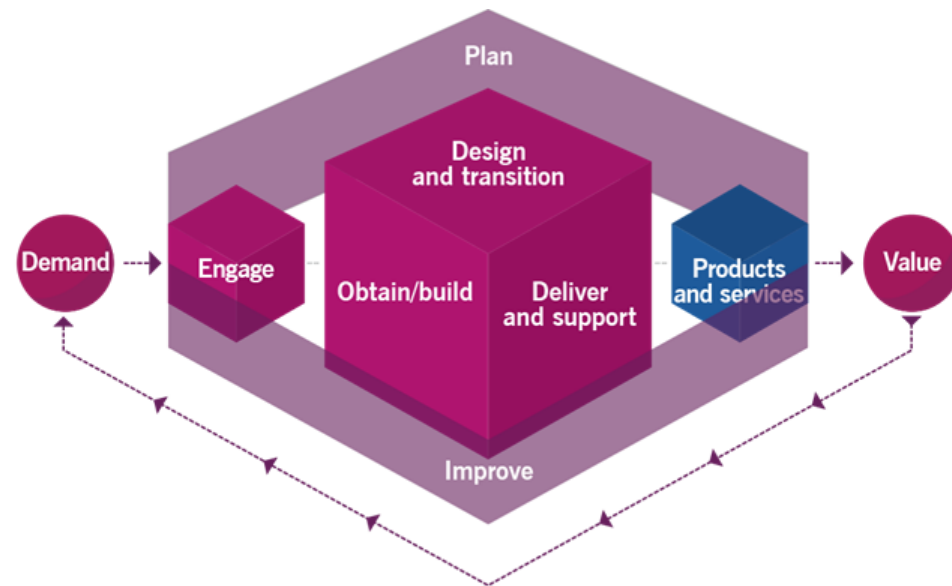 Plan
Design
and transition
Demand
Engage
Obtain/build
Deliver
and support
Products
and services
Value
Improve